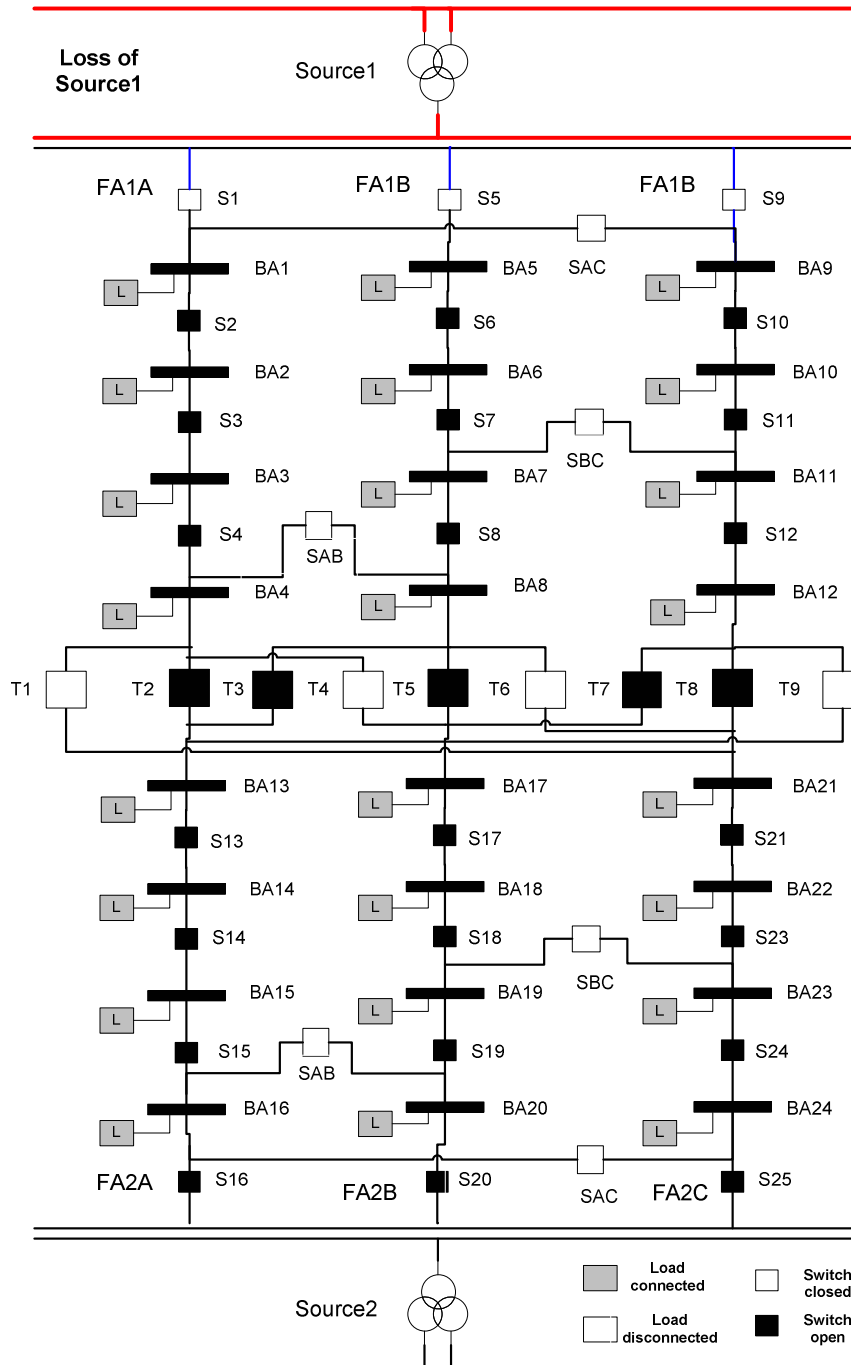 Loss of
Source1
Source1
FA1A
S1
FA1B
S5
FA1B
S9
SAC
BA1
BA5
BA9
L
L
L
S2
S6
S10
BA2
BA6
BA10
L
L
L
S3
S7
S11
SBC
BA3
BA7
BA11
L
L
L
S4
SAB
S8
S12
BA4
BA8
BA12
L
L
L
T1
T2
T3
T4
T5
T6
T7
T8
T9
BA13
BA17
BA21
L
L
L
S13
S17
S21
BA14
BA18
BA22
L
L
L
S14
S18
S23
SBC
BA15
BA19
BA23
L
L
L
S15
SAB
S19
S24
BA16
BA20
BA24
L
L
L
FA2A
S16
FA2B
S20
SAC
FA2C
S25
Source2
Load
connected
Switch
closed
Load
disconnected
Switch
open